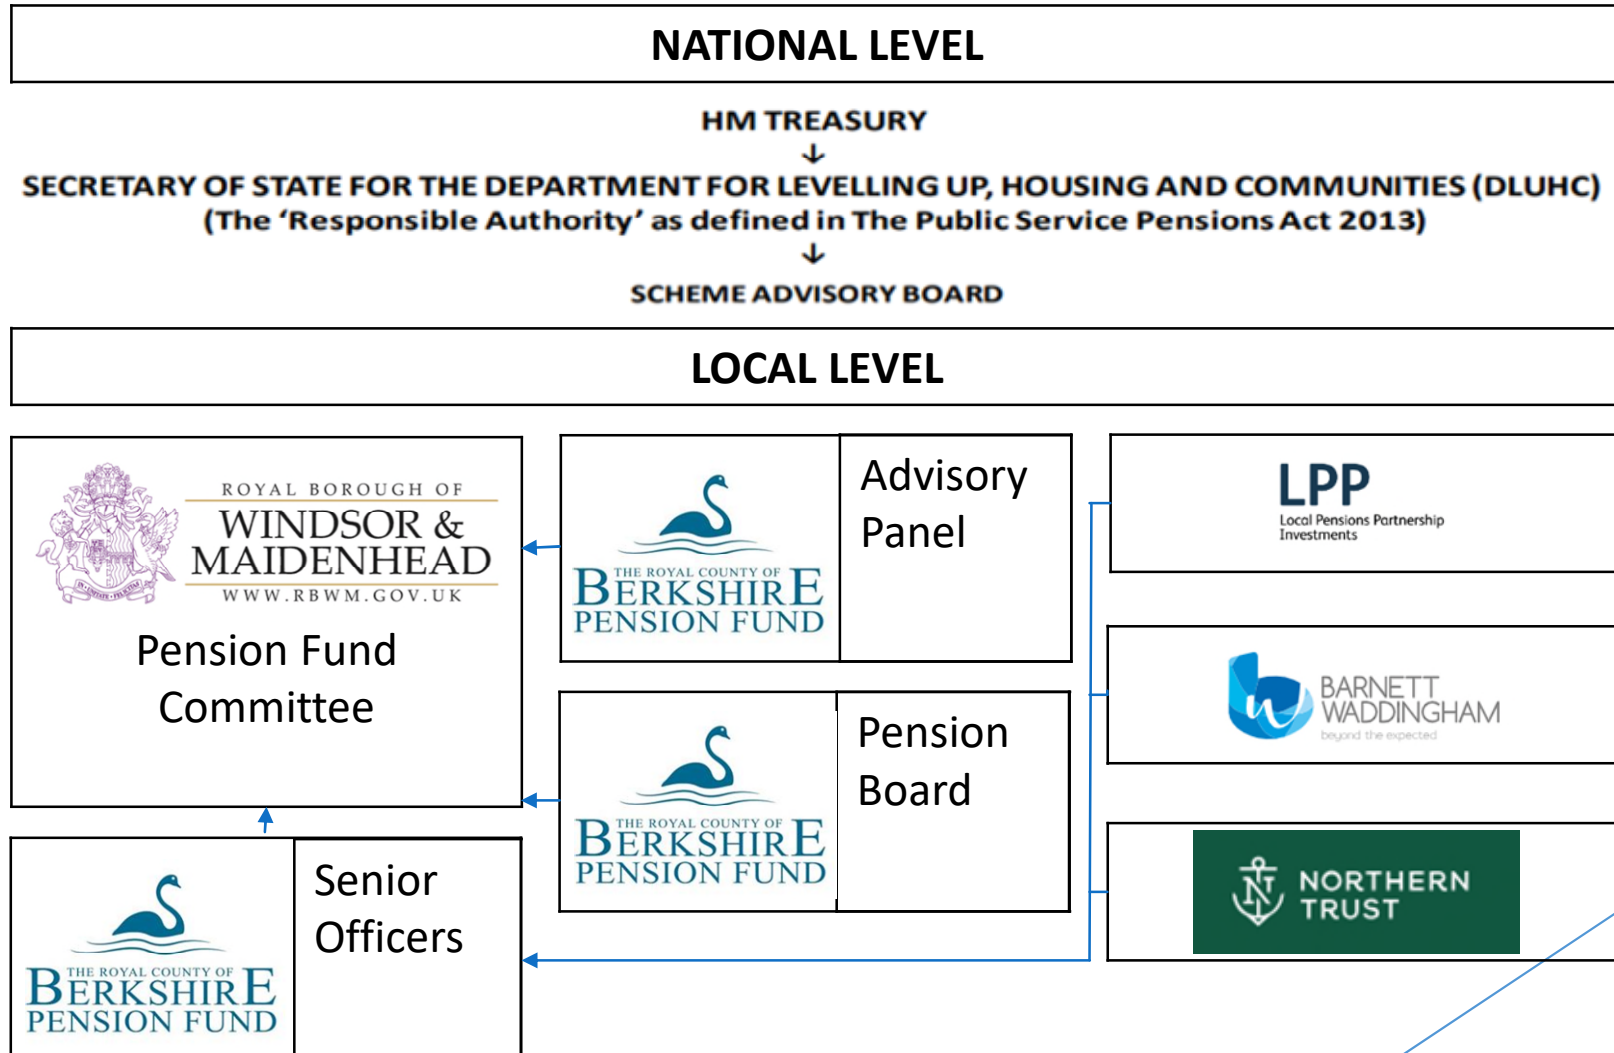 NATIONAL LEVEL
HM TREASURY
↓
SECRETARY OF STATE FOR THE DEPARTMENT FOR LEVELLING UP, HOUSING AND COMMUNITIES (DLUHC)
(The ‘Responsible Authority’ as defined in The Public Service Pensions Act 2013)
↓
SCHEME ADVISORY BOARD
LOCAL LEVEL
ROYAL BOROUGH OF
WINDSOR &
MAIDENHEAD
WWW.RBWM.GOV.UK
Pension Fund
Committee
THE ROYAL COUNTY OF
BERKSHIRE
PENSION FUND
Advisory
Panel
LPP
Local Pensions Partnership
Investments
THE ROYAL COUNTY OF
BERKSHIRE
PENSION FUND
Pension
Board
BARNETT
WADDINGHAM
beyond the expected
THE ROYAL COUNTY OF
BERKSHIRE
PENSION FUND
Senior
Officers
N
NORTHERN
TRUST